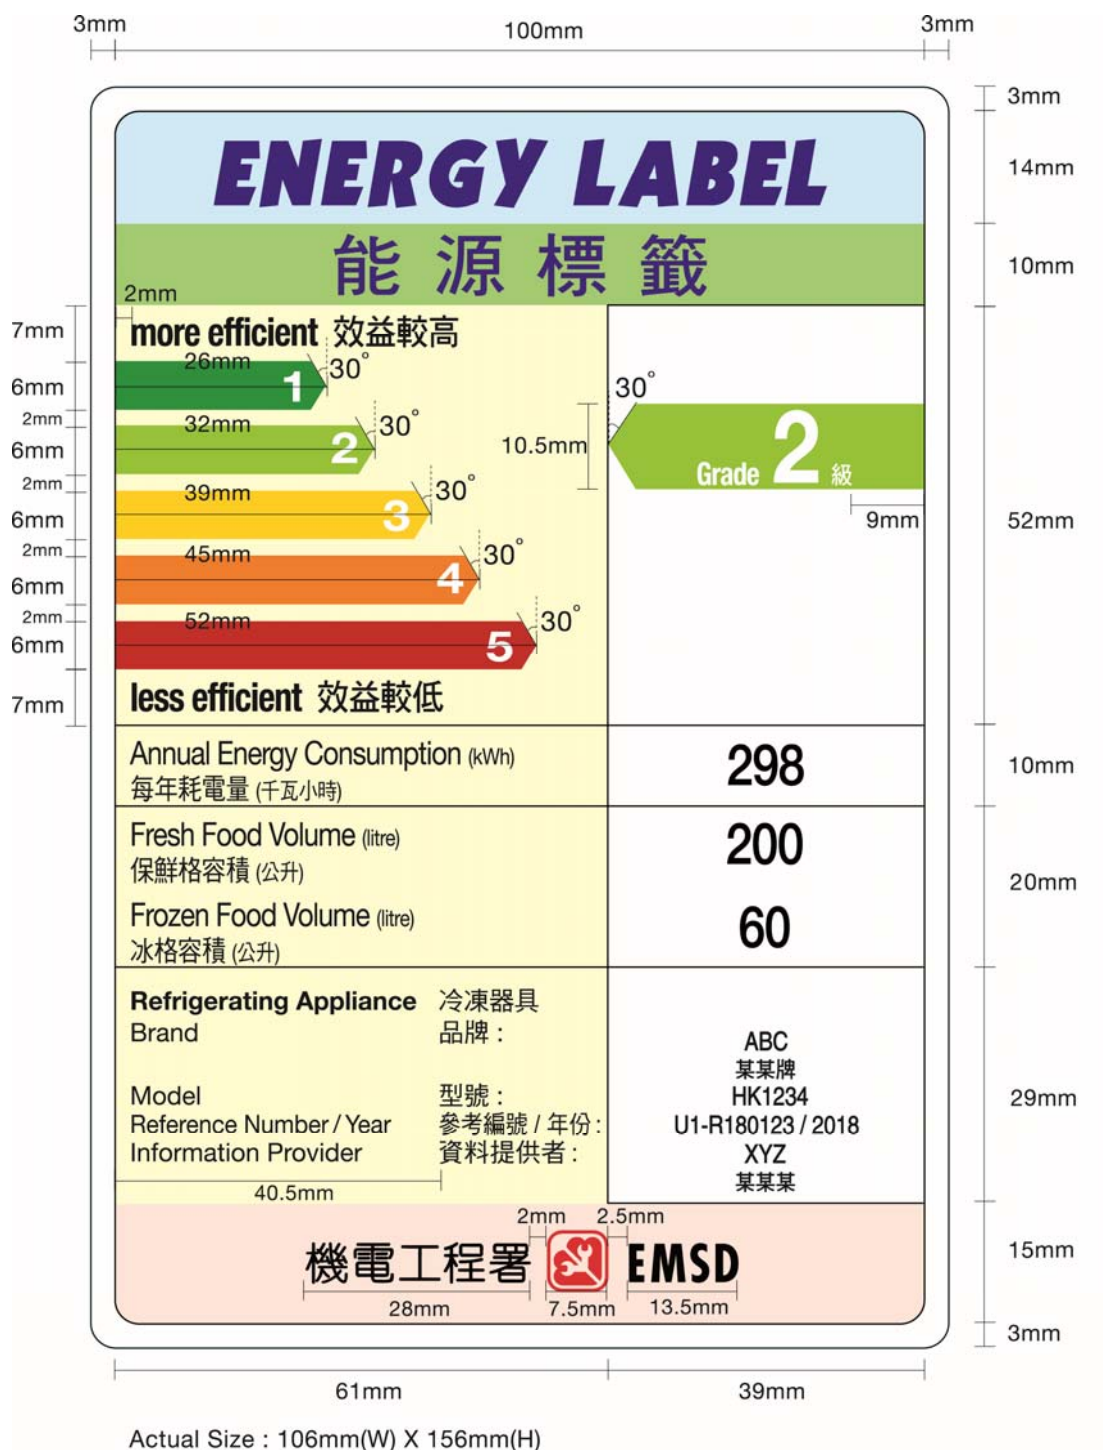 3mm 100mm 3mm
3mm
ENERGY LABEL
14mm
能源標籤
10mm
2mm
7mm
more efficient 效益較高
26mm
6mm
1
30°
2mm
32mm
6mm
2
30°
2mm
39mm
6mm
3
30°
2mm
45mm
6mm
4
30°
2mm
52mm
6mm
5
30°
7mm
less efficient 效益較低
30°
10.5mm
Grade 2 級
9mm
52mm
Annual Energy Consumption (kWh)
每年耗電量 (千瓦小時)
298
10mm
Fresh Food Volume (litre)
保鮮格容積 (公升)
200
20mm
Frozen Food Volume (litre)
冰格容積 (公升)
60
Refrigerating Appliance 冷凍器具
Brand 品牌 :
ABC
某某牌
Model 型號 :
HK1234
29mm
Reference Number / Year 參考編號 / 年份 :
U1-R180123 / 2018
Information Provider 資料提供者 :
XYZ
某某某
40.5mm
2mm 2.5mm
機電工程署 EMSD
15mm
28mm 7.5mm 13.5mm
3mm
61mm 39mm
Actual Size : 106mm(W) X 156mm(H)